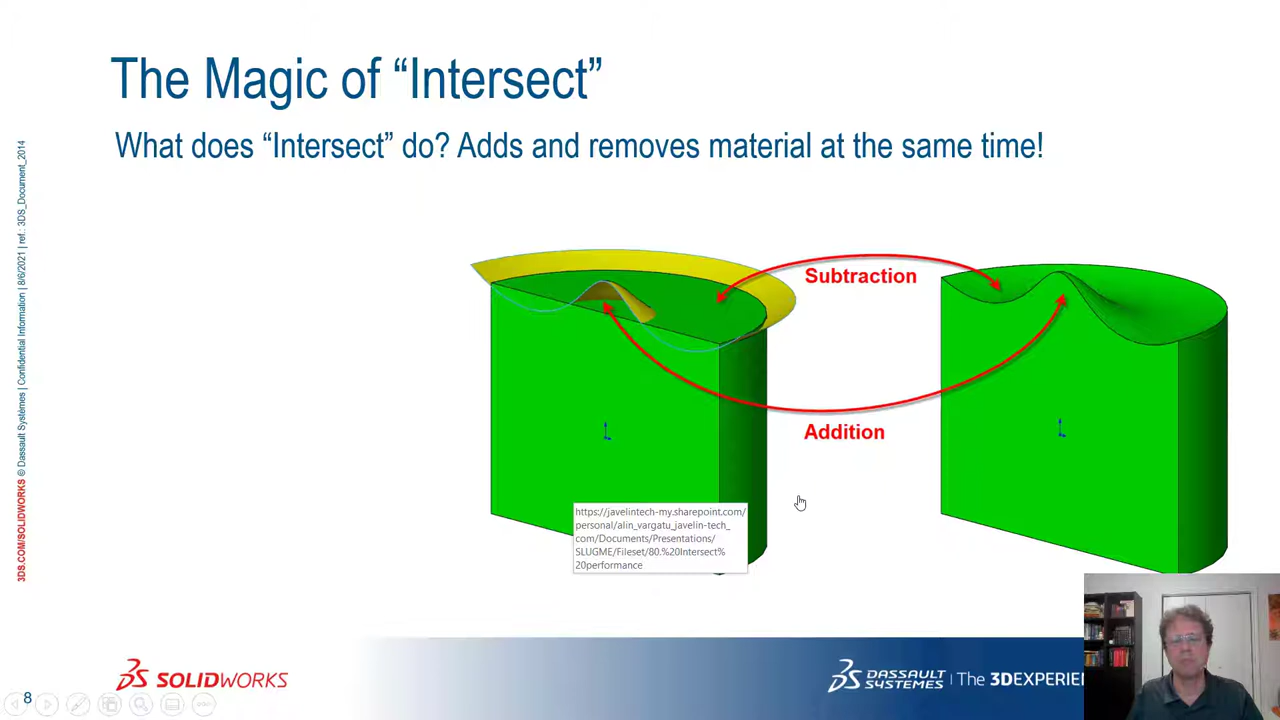 The Magic of “Intersect”
What does “Intersect” do? Adds and removes material at the same time!
3DS.COM/SOLIDWORKS © Dassault Systèmes | Confidential Information | 8/6/2021 | ref.: 3DS_Document_2014
Subtraction
Addition
https://javelintech-my.sharepoint.com/
personal/alin_vargatu_javelin-tech_
com/Documents/Presentations/
SLUGME/Fileset/80.%20Intersect%
20performance
3S SOLIDWORKS
3S DASSAULT SYSTEMES | The 3DEXPERIEN
8